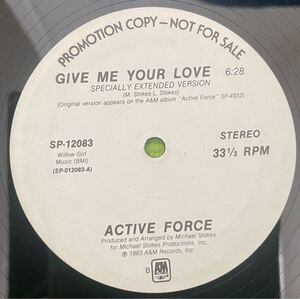 PROMOTION COPY—NOT FOR SALE
GIVE ME YOUR LOVE 6:28
SPECIALLY EXTENDED VERSION
(M. Stokes-L. Stokes)
(Original version appears on the A&M album "Active Force" SP-4932)
SP-12083
Willow Girl
Music (BMI)
(SP-012083-A)
STEREO
33⅓ RPM
ACTIVE FORCE
Produced and Arranged by Michael Stokes
for Michael Stokes Productions, Inc.
℗ 1983 A&M Records, Inc.
B
A&M